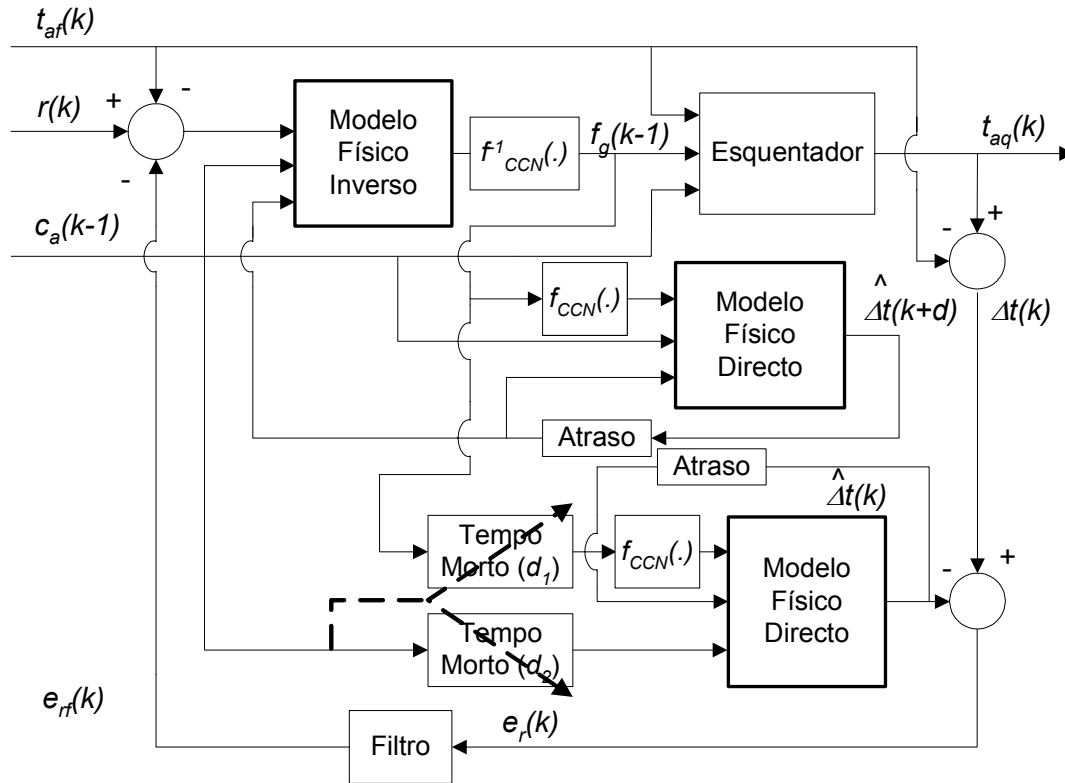 t_af(k)
+
-
r(k)
-
Modelo
Físico
Inverso
f^1_CCN(.)
f_g(k-1)
Esquentador
t_aq(k)
+
-
c_a(k-1)
f_CCN(.)
Modelo
Físico
Directo
^
Δt(k+d)
Δt(k)
Atraso
Atraso
^
Δt(k)
Tempo
Morto (d_1)
f_CCN(.)
Modelo
Físico
Directo
-
+
Tempo
Morto (d_2)
e_rf(k)
Filtro
e_r(k)